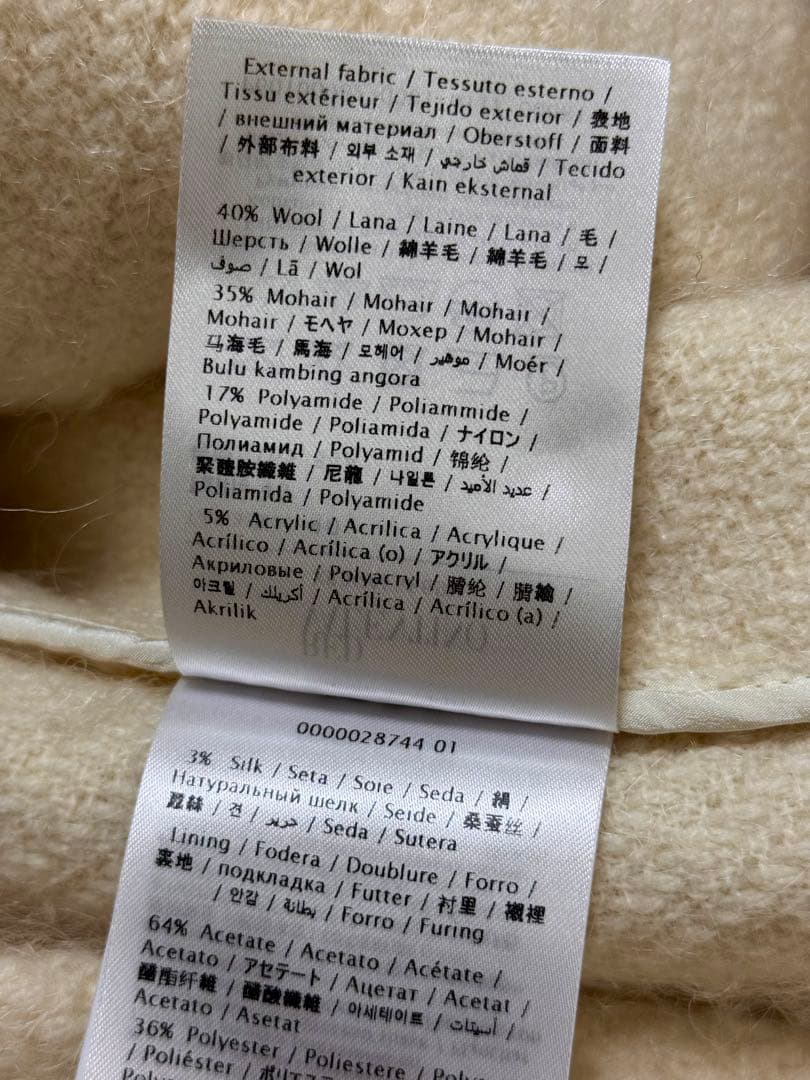 External fabric / Tessuto esterno /
Tissu extérieur / Tejido exterior / 表地
/ внешний материал / Oberstoff / 面料
/ 外部布料 / 외부 소재 / قماش خارجي / Tecido
exterior / Kain eksternal
40% Wool / Lana / Laine / Lana / 毛 /
Шерсть / Wolle / 綿羊毛 / 綿羊毛 / 모 /
صوف / Lã / Wol
35% Mohair / Mohair / Mohair /
Mohair / モヘヤ / Мохер / Mohair /
马海毛 / 馬海 / 모헤어 / موهير / Moér /
Bulu kambing angora
17% Polyamide / Poliammide /
Polyamide / Poliamida / ナイロン /
Полиамид / Polyamid / 锦纶 /
聚醯胺纖維 / 尼龍 / 나일론 / عديد الأميد /
Poliamida / Polyamide
5% Acrylic / Acrilica / Acrylique /
Acrílico / Acrílica (o) / アクリル /
Акриловые / Polyacryl / 腈纶 / 腈綸 /
아크릴 / أكريلك / Acrílica / Acrílico (a) /
Akrilik
0000028744 01
3% Silk / Seta / Soie / Seda / 絹 /
Натуральный шелк / Seide / 桑蚕丝 /
蠶絲 / 견 / حرير / Seda / Sutera
Lining / Fodera / Doublure / Forro /
裏地 / подкладка / Futter / 衬里 / 襯裡
/ 안감 / بطانة / Forro / Furing
64% Acetate / Acetato / Acétate /
Acetato / アセテート / Ацетат / Acetat /
醋酯纤維 / 醋酸纖維 / 아세테이트 / أسيتات /
Acetato / Asetat
36% Polyester / Poliestere /
/ Poliéster / ポリエステル